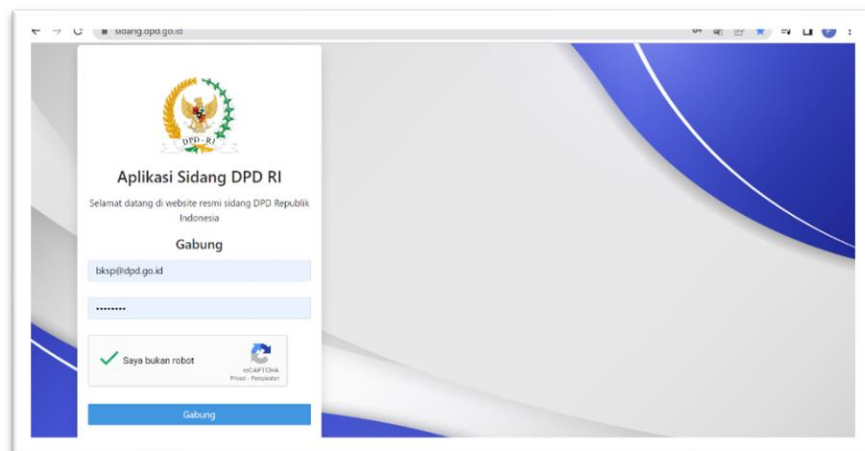 sidang.dpd.go.id
DPD-RI
Aplikasi Sidang DPD RI
Selamat datang di website resmi sidang DPD Republik
Indonesia
Gabung
bksp@dpd.go.id
••••••••
Saya bukan robot
reCAPTCHA
Privasi - Persyaratan
Gabung